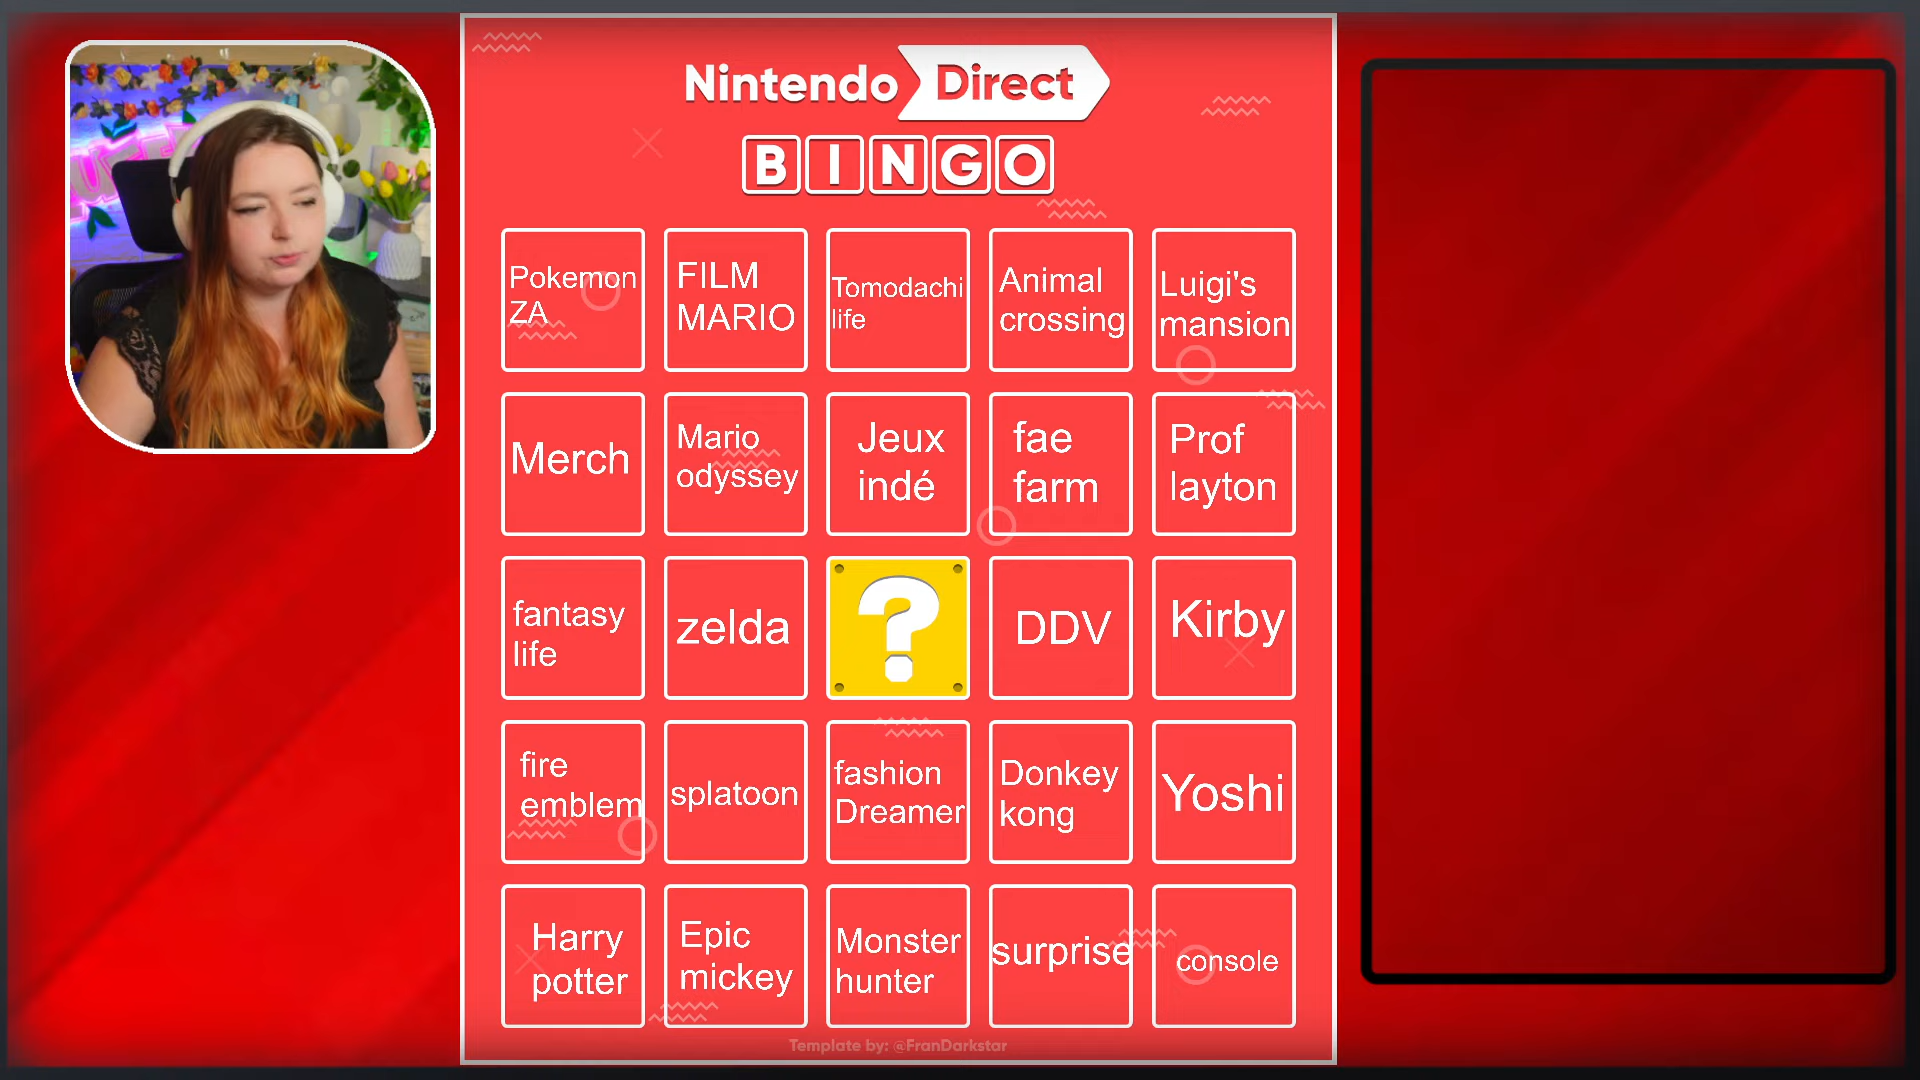 Nintendo Direct
BINGO
Pokemon
ZA
FILM
MARIO
Tomodachi
life
Animal
crossing
Luigi's
mansion
Merch
Mario
odyssey
Jeux
indé
fae
farm
Prof
layton
fantasy
life
zelda
?
DDV
Kirby
fire
emblem
splatoon
fashion
Dreamer
Donkey
kong
Yoshi
Harry
potter
Epic
mickey
Monster
hunter
surprise
console
Template by: @FranDarkstar